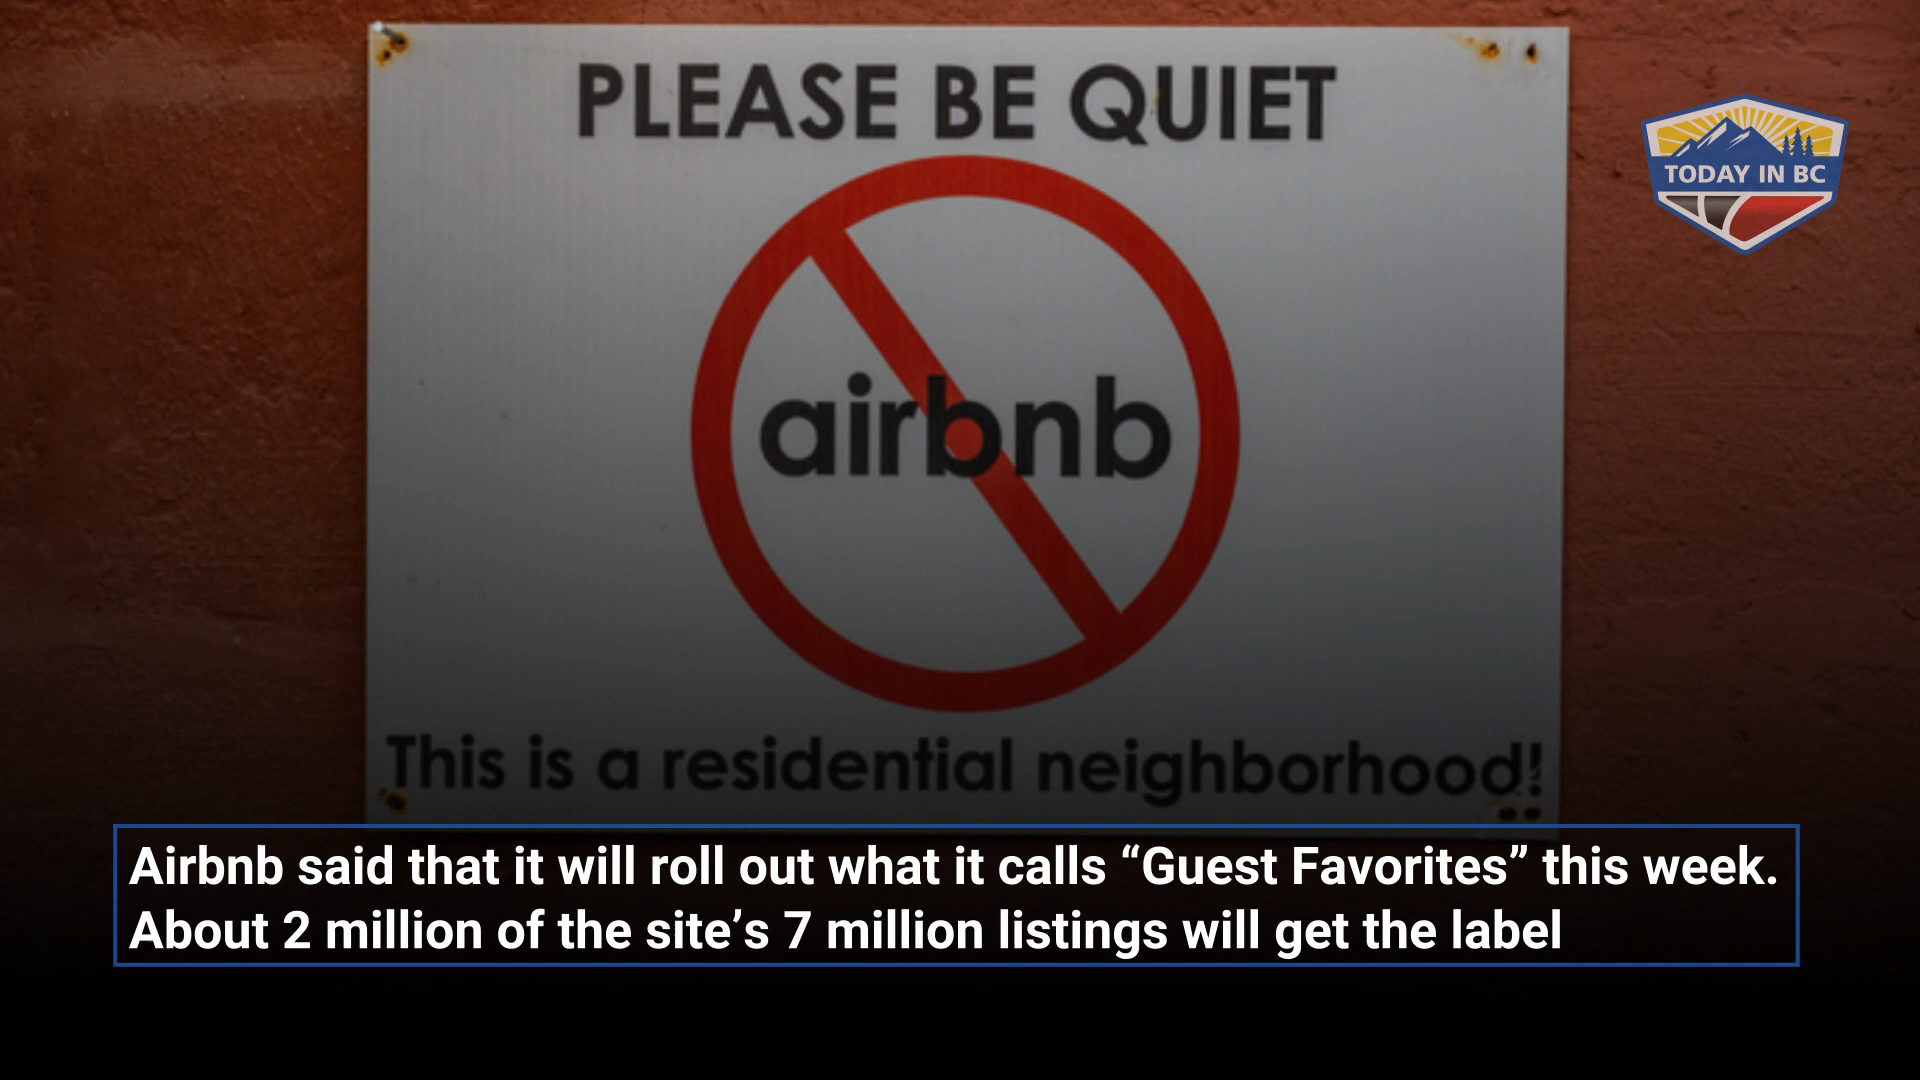 PLEASE BE QUIET
TODAY IN BC
airbnb
This is a residential neighborhood!
Airbnb said that it will roll out what it calls “Guest Favorites” this week.
About 2 million of the site’s 7 million listings will get the label